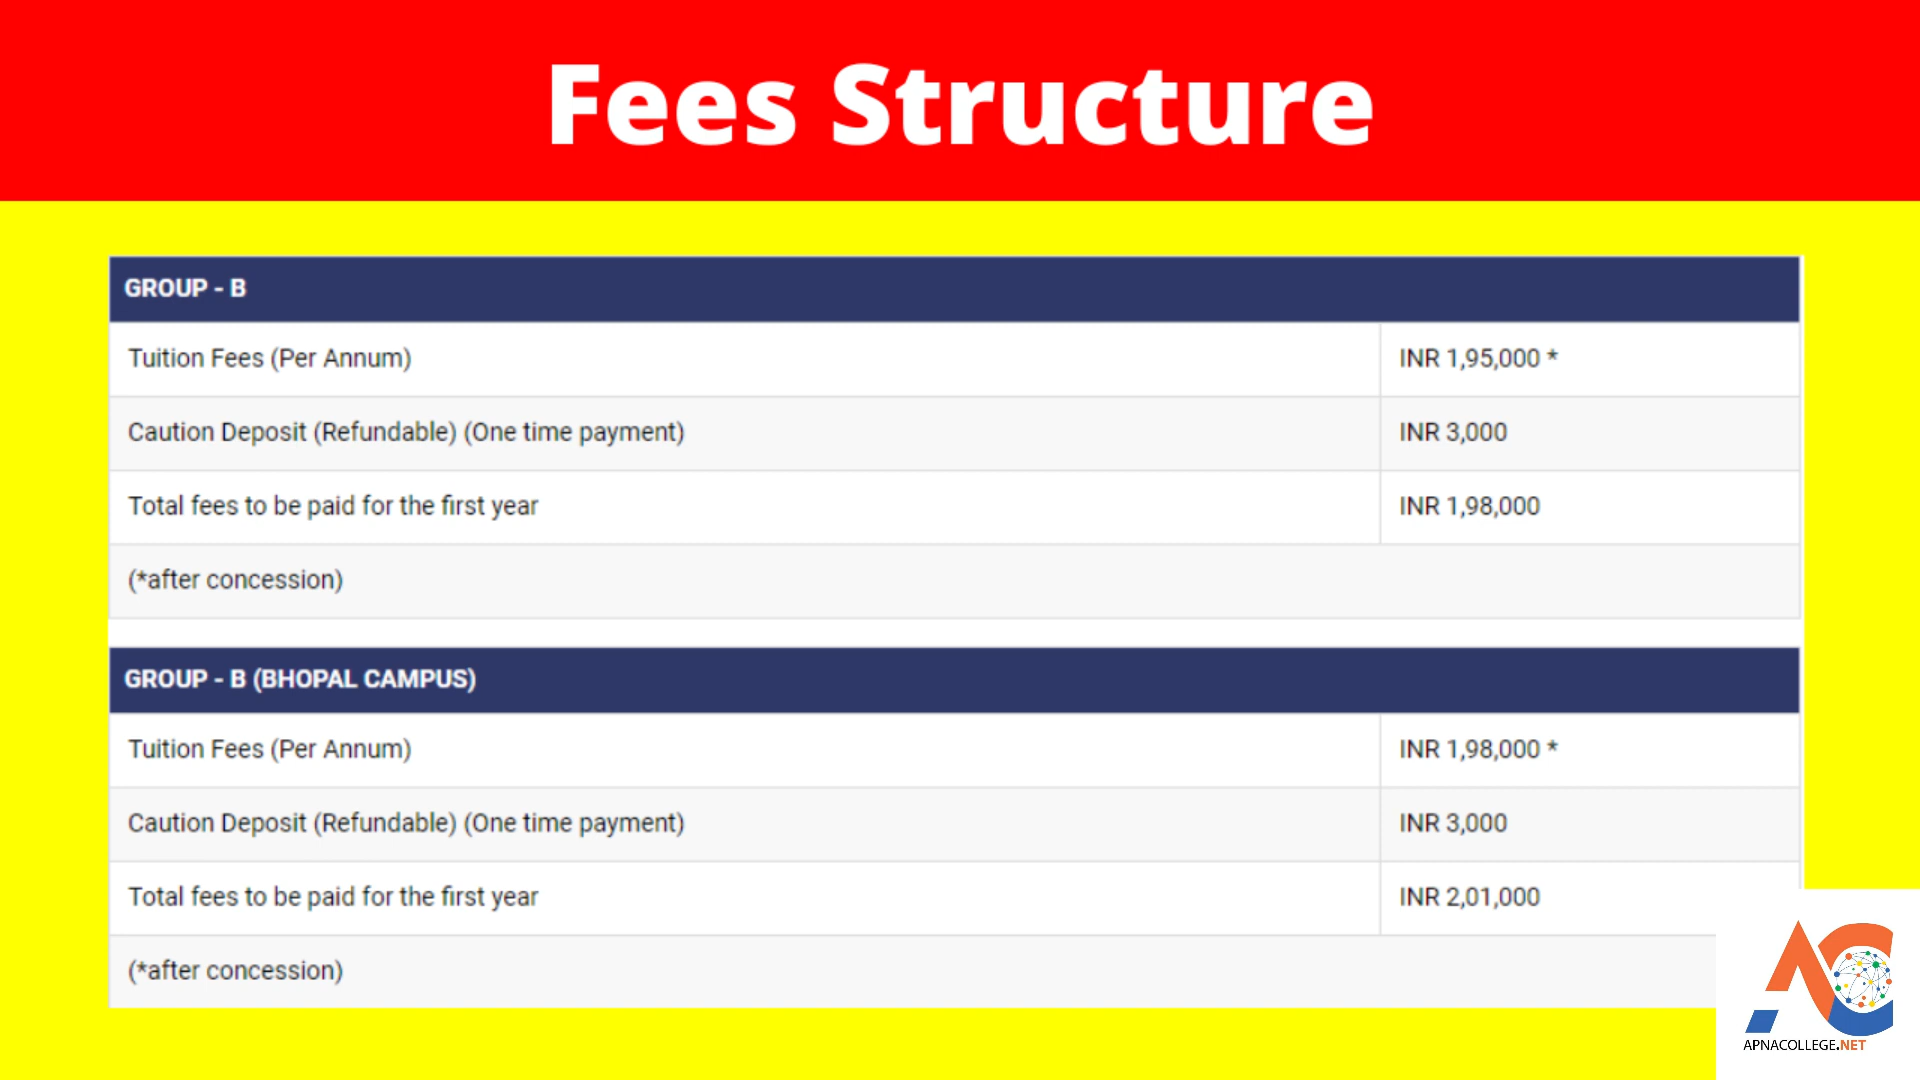 Fees Structure
GROUP - B
Tuition Fees (Per Annum) INR 1,95,000 *
Caution Deposit (Refundable) (One time payment) INR 3,000
Total fees to be paid for the first year INR 1,98,000
(*after concession)
GROUP - B (BHOPAL CAMPUS)
Tuition Fees (Per Annum) INR 1,98,000 *
Caution Deposit (Refundable) (One time payment) INR 3,000
Total fees to be paid for the first year INR 2,01,000
(*after concession)
AC
APNACOLLEGE.NET